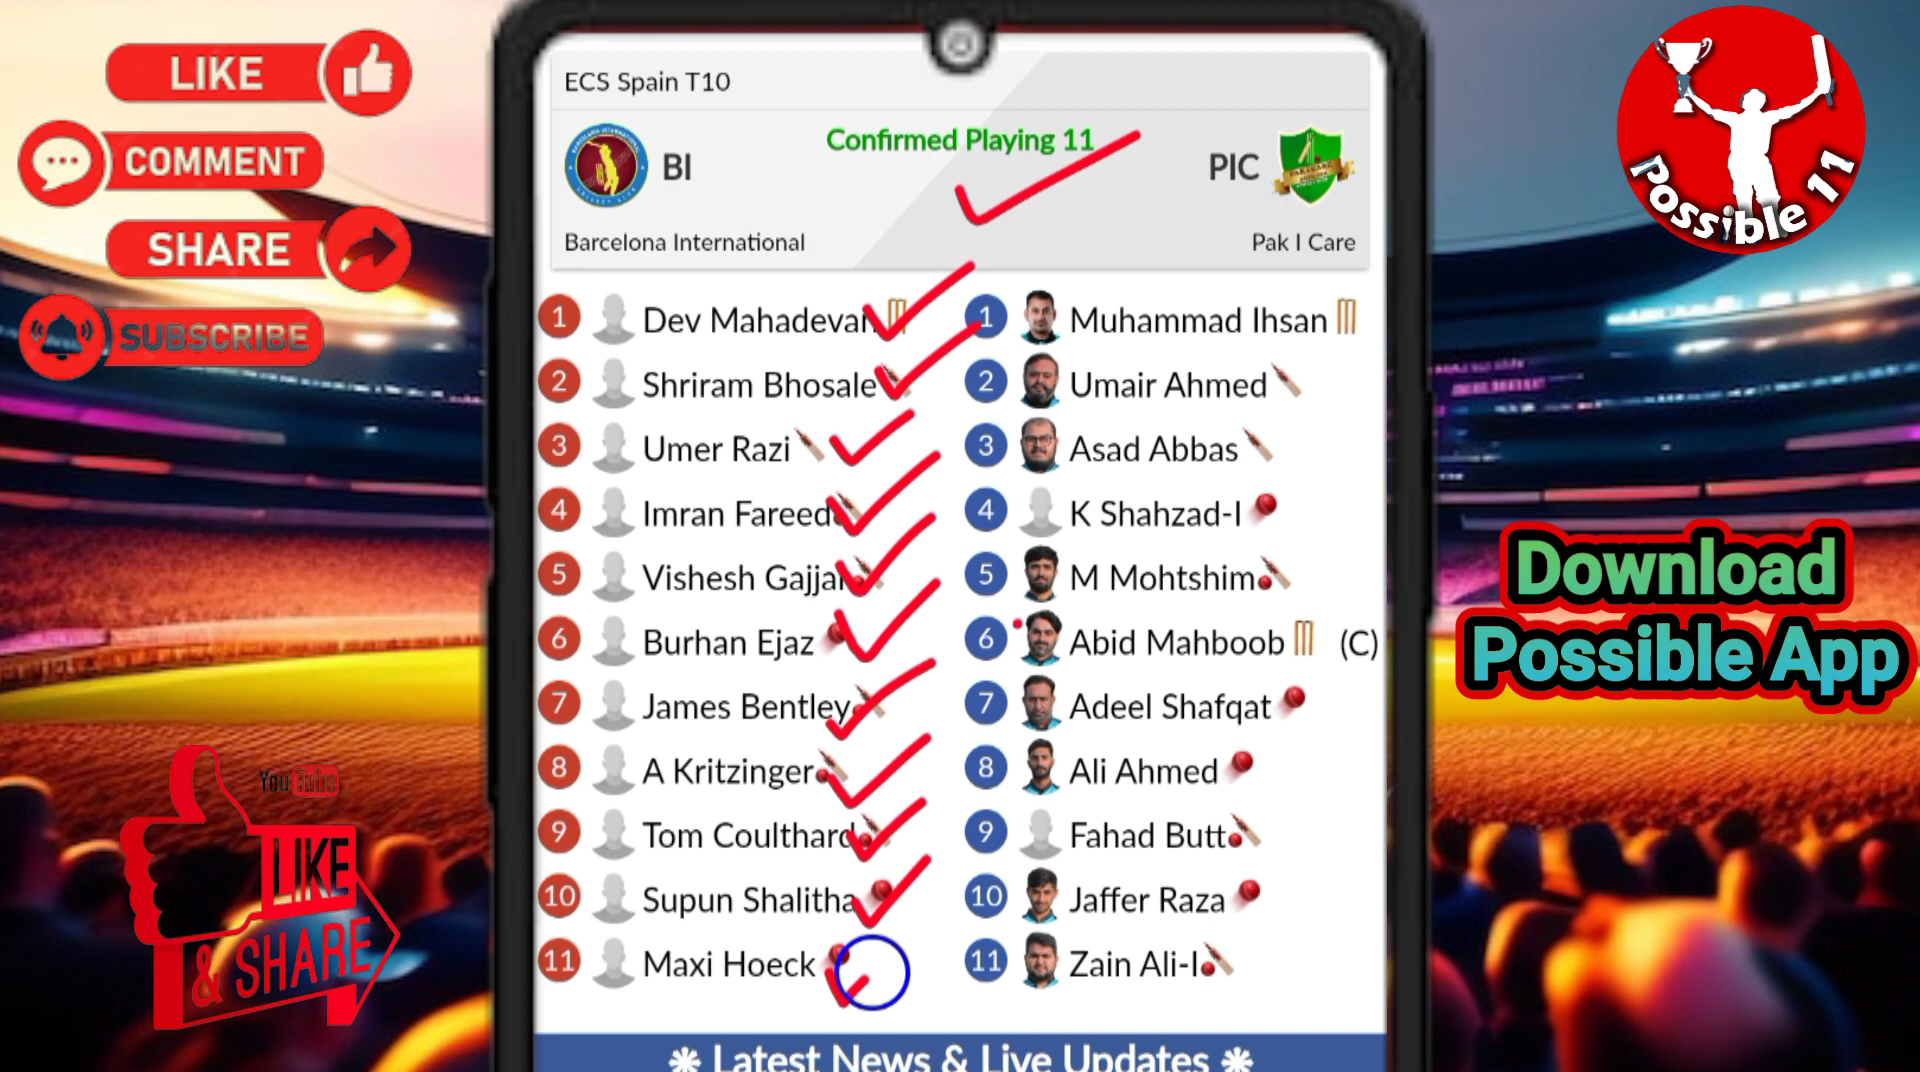 LIKE
COMMENT
SHARE
SUBSCRIBE
YouTube
LIKE
& SHARE
ECS Spain T10
Confirmed Playing 11
BI
PIC
Barcelona International
Pak I Care
1 Dev Mahadevan
2 Shriram Bhosale
3 Umer Razi
4 Imran Fareed
5 Vishesh Gajjar
6 Burhan Ejaz
7 James Bentley
8 A Kritzinger
9 Tom Coulthard
10 Supun Shalitha
11 Maxi Hoeck
1 Muhammad Ihsan
2 Umair Ahmed
3 Asad Abbas
4 K Shahzad-I
5 M Mohtshim
6 Abid Mahboob (C)
7 Adeel Shafqat
8 Ali Ahmed
9 Fahad Butt
10 Jaffer Raza
11 Zain Ali-I
Latest News & Live Updates
Possible 11
Download
Possible App